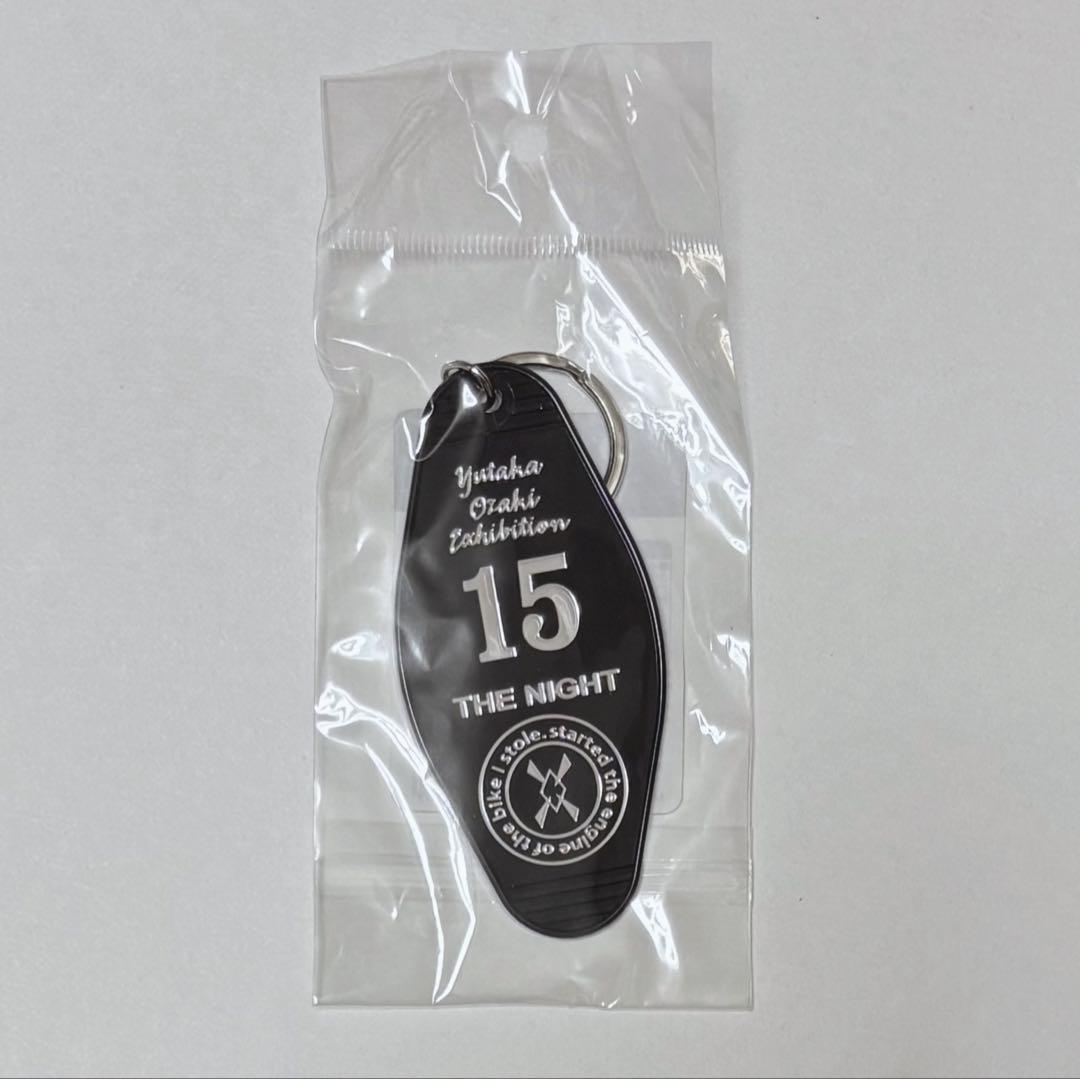 Yutaka
Ozaki
Exhibition
15
THE NIGHT
started the engine of the bike I stole.